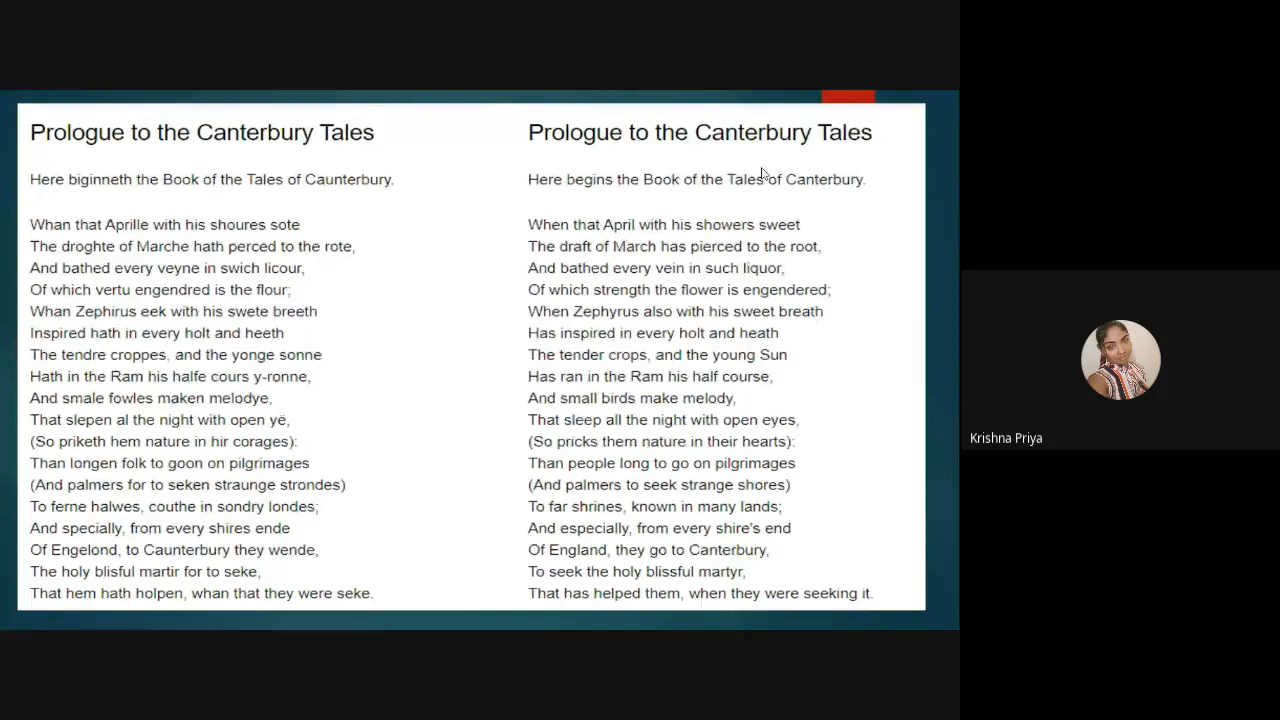 Prologue to the Canterbury Tales
Here biginneth the Book of the Tales of Caunterbury.
Whan that Aprille with his shoures sote
The droghte of Marche hath perced to the rote,
And bathed every veyne in swich licour,
Of which vertu engendred is the flour;
Whan Zephirus eek with his swete breeth
Inspired hath in every holt and heeth
The tendre croppes, and the yonge sonne
Hath in the Ram his halfe cours y-ronne,
And smale fowles maken melodye,
That slepen al the night with open yë,
(So priketh hem nature in hir corages):
Than longen folk to goon on pilgrimages
(And palmers for to seken straunge strondes)
To ferne halwes, couthe in sondry londes;
And specially, from every shires ende
Of Engelond, to Caunterbury they wende,
The holy blisful martir for to seke,
That hem hath holpen, whan that they were seke.
Prologue to the Canterbury Tales
Here begins the Book of the Tales of Canterbury.
When that April with his showers sweet
The draft of March has pierced to the root,
And bathed every vein in such liquor,
Of which strength the flower is engendered;
When Zephyrus also with his sweet breath
Has inspired in every holt and heath
The tender crops, and the young Sun
Has ran in the Ram his half course,
And small birds make melody,
That sleep all the night with open eyes,
(So pricks them nature in their hearts):
Than people long to go on pilgrimages
(And palmers to seek strange shores)
To far shrines, known in many lands;
And especially, from every shire's end
Of England, they go to Canterbury,
To seek the holy blissful martyr,
That has helped them, when they were seeking it.
Krishna Priya